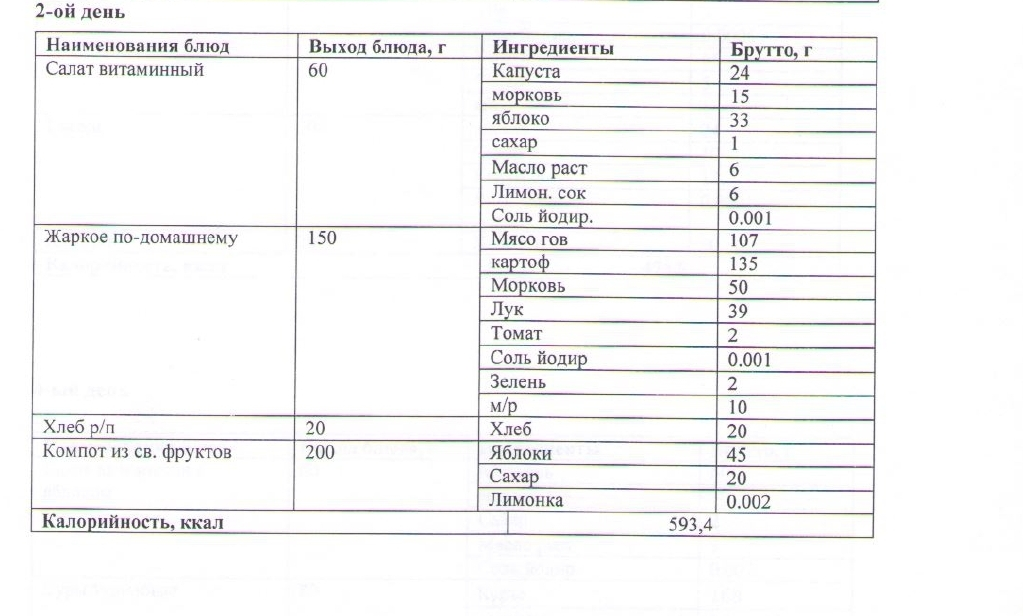 2-ой день
Наименования блюд Выход блюда, г Ингредиенты Брутто, г
Салат витаминный 60 Капуста 24
морковь 15
яблоко 33
сахар 1
Масло раст 6
Лимон. сок 6
Соль йодир. 0.001
Жаркое по-домашнему 150 Мясо гов 107
картоф 135
Морковь 50
Лук 39
Томат 2
Соль йодир 0.001
Зелень 2
м/р 10
Хлеб р/п 20 Хлеб 20
Компот из св. фруктов 200 Яблоки 45
Сахар 20
Лимонка 0.002
Калорийность, ккал 593,4